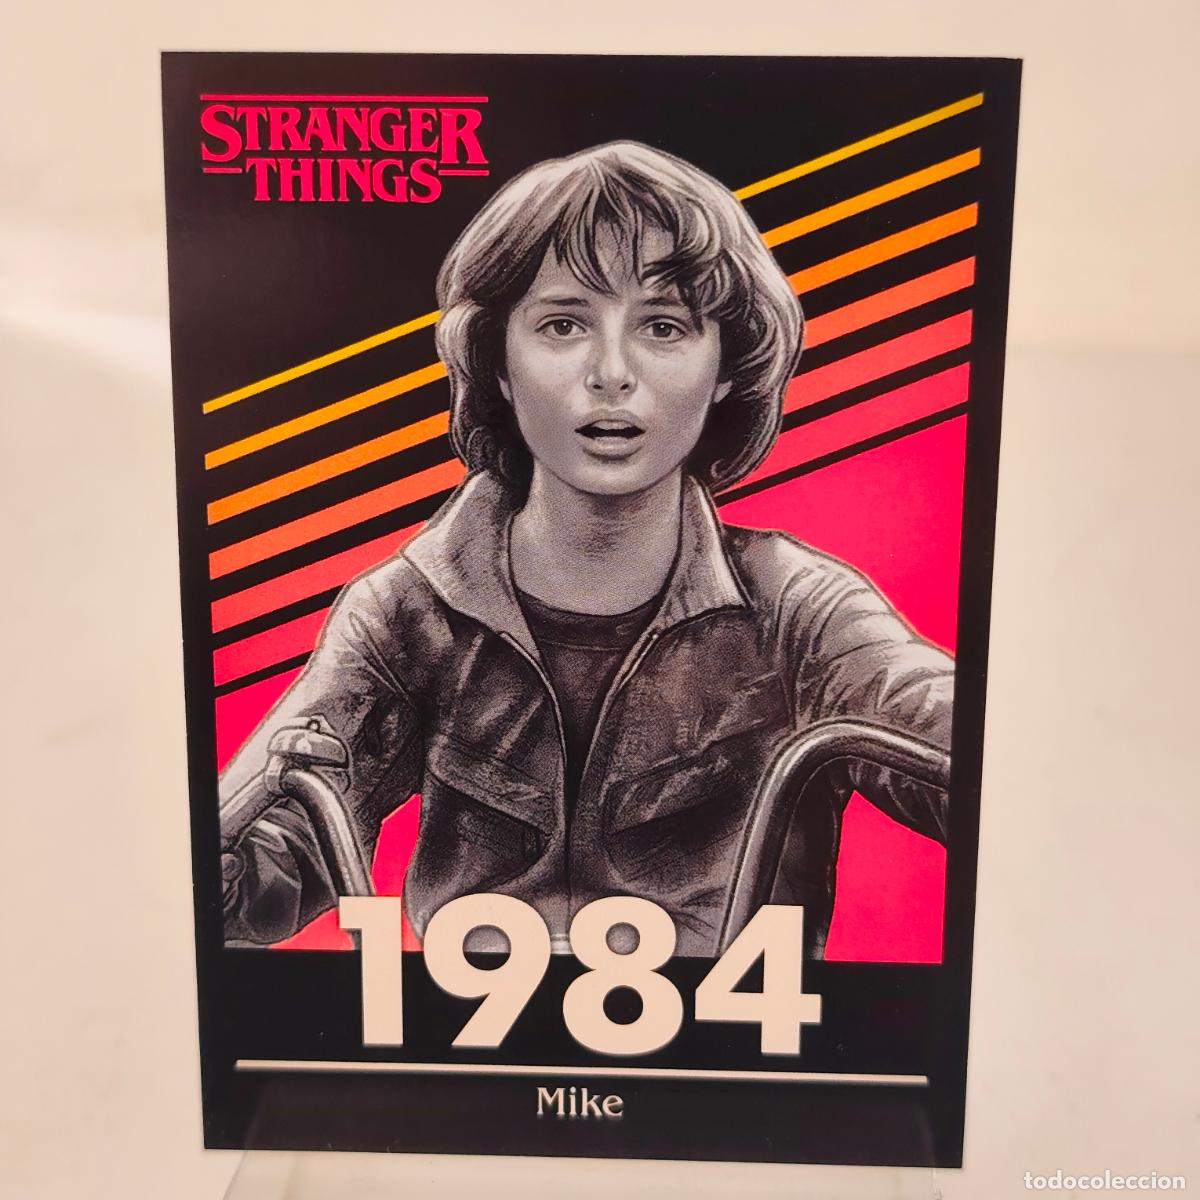 STRANGER
THINGS
1984
Mike
todocoleccion